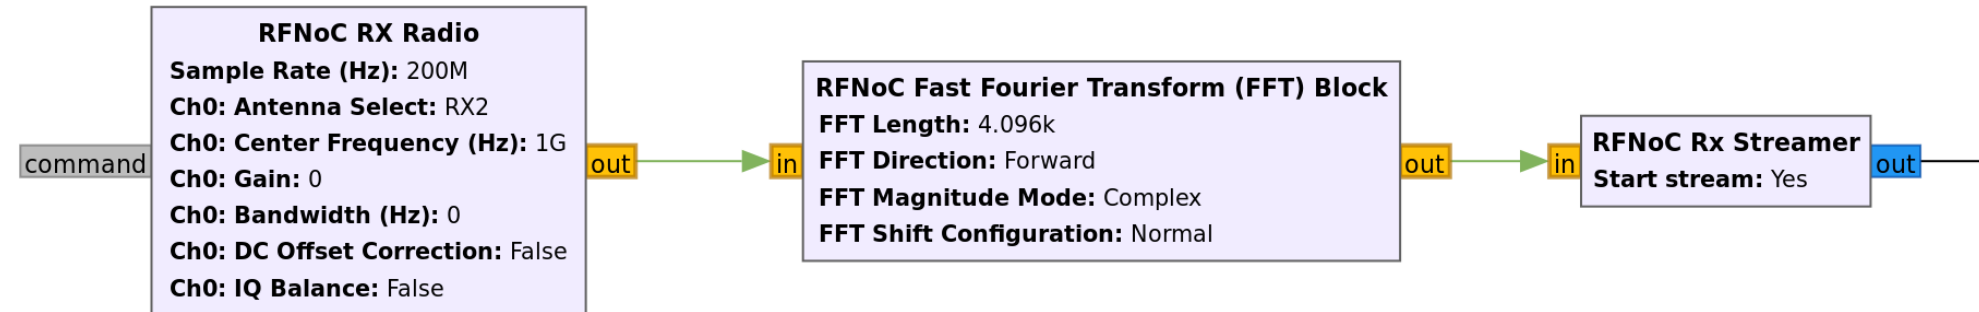 command
RFNoC RX Radio
Sample Rate (Hz): 200M
Ch0: Antenna Select: RX2
Ch0: Center Frequency (Hz): 1G
Ch0: Gain: 0
Ch0: Bandwidth (Hz): 0
Ch0: DC Offset Correction: False
Ch0: IQ Balance: False
out
in
RFNoC Fast Fourier Transform (FFT) Block
FFT Length: 4.096k
FFT Direction: Forward
FFT Magnitude Mode: Complex
FFT Shift Configuration: Normal
out
in
RFNoC Rx Streamer
Start stream: Yes
out